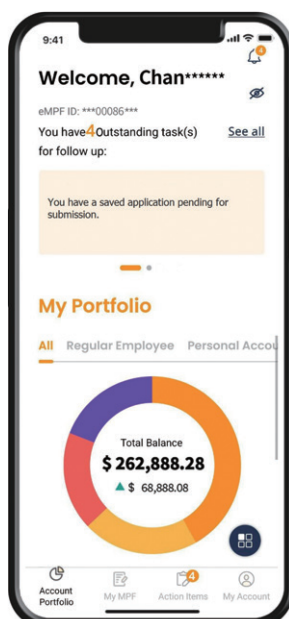 9:41
4
Welcome, Chan******
eMPF ID: ***00086***
You have 4 Outstanding task(s) See all
for follow up:
You have a saved application pending for
submission.
My Portfolio
All Regular Employee Personal Accou
Total Balance
$ 262,888.28
▲ $ 68,888.08
4
Account
Portfolio
My MPF
Action Items
My Account